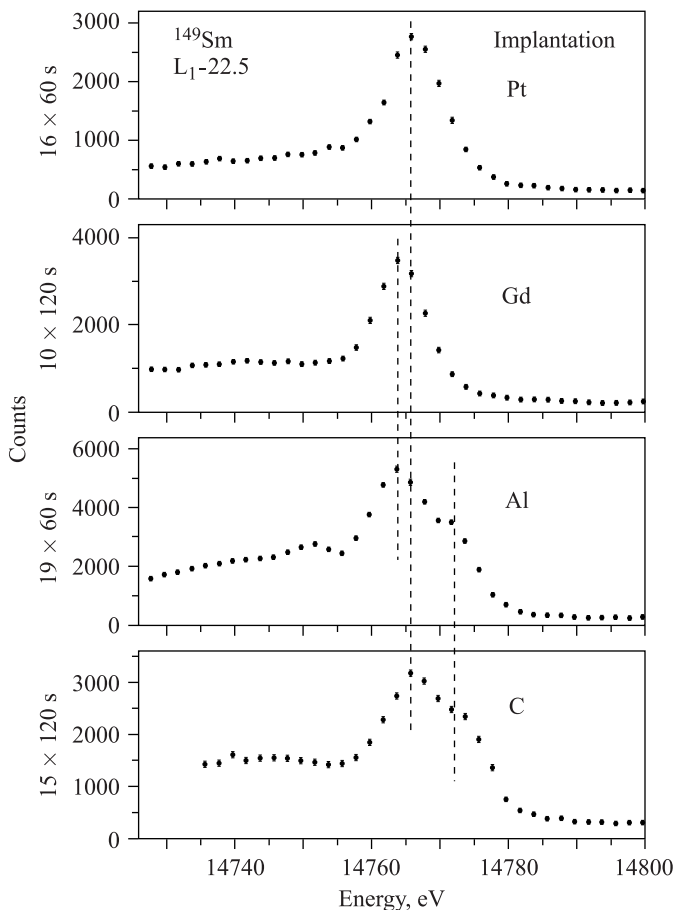 3000
2000
1000
0
16 × 60 s
¹⁴⁹Sm
L₁-22.5
Implantation
Pt
4000
2000
0
10 × 120 s
Gd
Counts
6000
4000
2000
0
19 × 60 s
Al
3000
2000
1000
0
15 × 120 s
C
14740 14760 14780 14800
Energy, eV